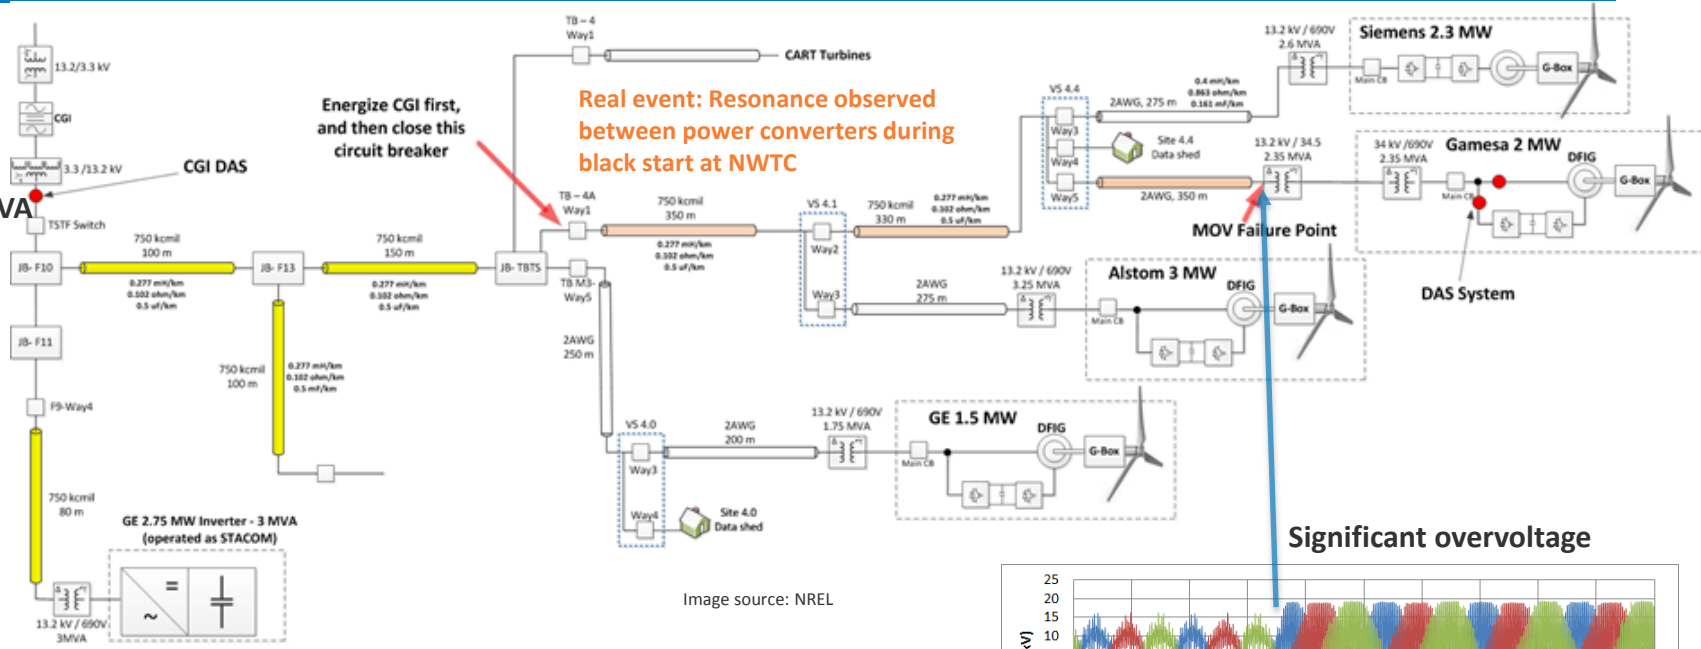 13.2/3.3 kV
CGI
3.3 /13.2 kV
CGI DAS
VA
TSTF Switch
JB- F10
750 kcmil
100 m
0.277 mH/km
0.102 ohm/km
0.5 uF/km
JB- F13
750 kcmil
150 m
0.277 mH/km
0.102 ohm/km
0.5 uF/km
JB- TBTS
JB- F11
750 kcmil
100 m
0.277 mH/km
0.102 ohm/km
0.5 mF/km
F9-Way4
750 kcmil
80 m
GE 2.75 MW Inverter - 3 MVA
(operated as STACOM)
13.2 kV / 690V
3MVA
TB – 4
Way1
CART Turbines
Energize CGI first,
and then close this
circuit breaker
Real event: Resonance observed
between power converters during
black start at NWTC
TB – 4A
Way1
750 kcmil
350 m
0.277 mH/km
0.102 ohm/km
0.5 uF/km
TB M3-
Way5
2AWG
250 m
VS 4.1
Way2
Way3
750 kcmil
330 m
0.277 mH/km
0.102 ohm/km
0.5 uF/km
2AWG
275 m
13.2 kV / 690V
3.25 MVA
Alstom 3 MW
Main CB
DFIG
G-Box
VS 4.4
Way3
Way4
Way5
2AWG, 275 m
0.4 mH/km
0.863 ohm/km
0.161 mF/km
Site 4.4
Data shed
2AWG, 350 m
13.2 kV / 690V
2.6 MVA
Siemens 2.3 MW
Main CB
G-Box
13.2 kV / 34.5
2.35 MVA
34 kV /690V
2.35 MVA
Gamesa 2 MW
DFIG
Main CB
G-Box
MOV Failure Point
DAS System
VS 4.0
Way3
Way4
2AWG
200 m
13.2 kV / 690V
1.75 MVA
GE 1.5 MW
DFIG
Main CB
G-Box
Site 4.0
Data shed
Image source: NREL
Significant overvoltage
25
20
15
10
kV)